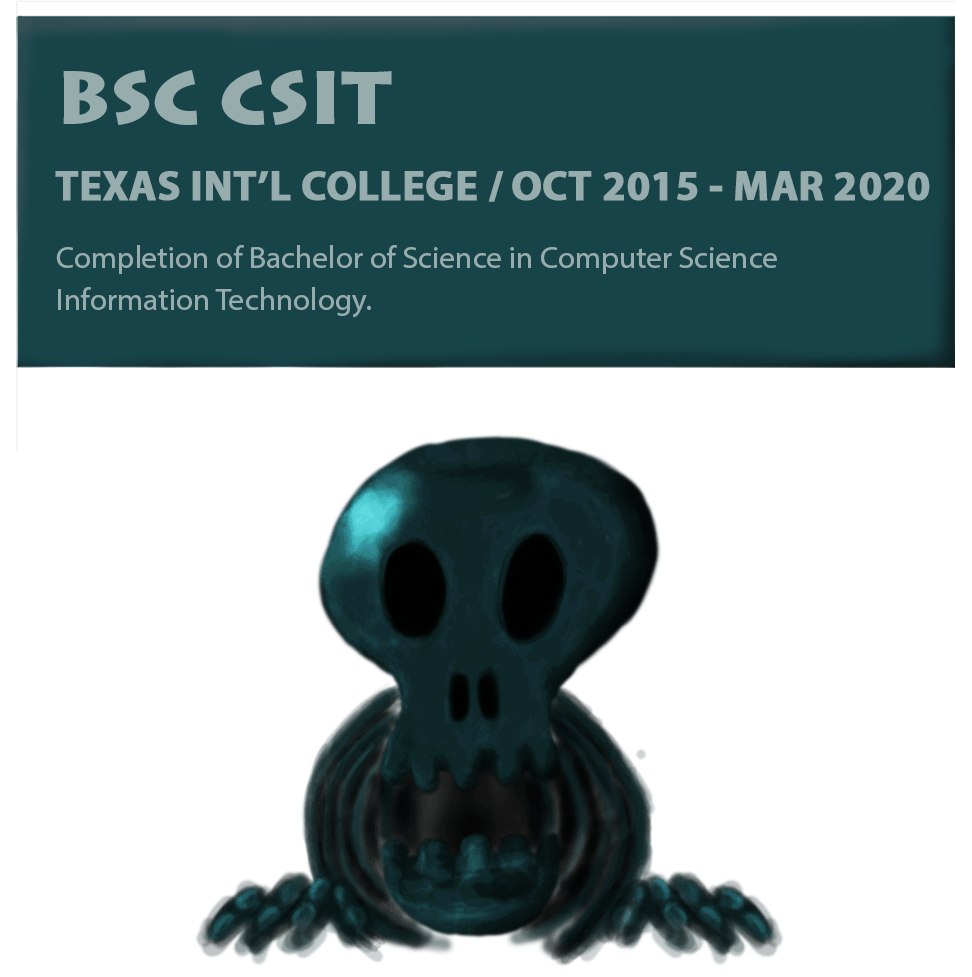 BSC CSIT
TEXAS INT’L COLLEGE / OCT 2015 - MAR 2020
Completion of Bachelor of Science in Computer Science
Information Technology.